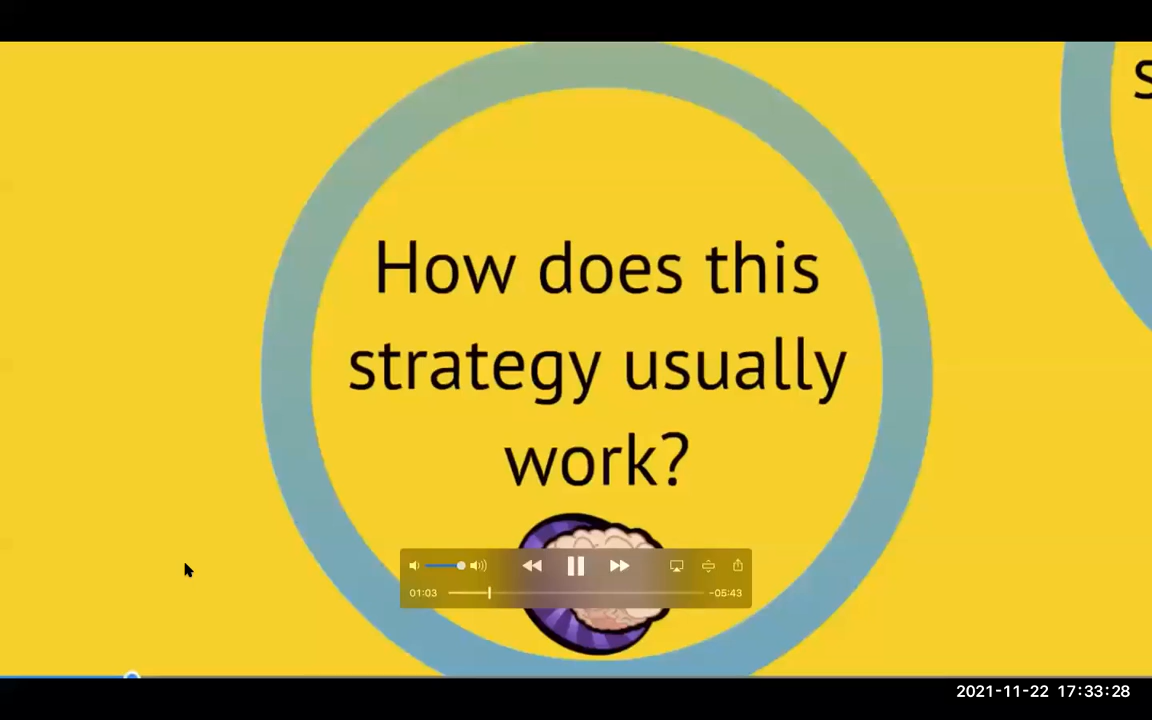 S
How does this
strategy usually
work?
01:03
-05:43
2021-11-22 17:33:28